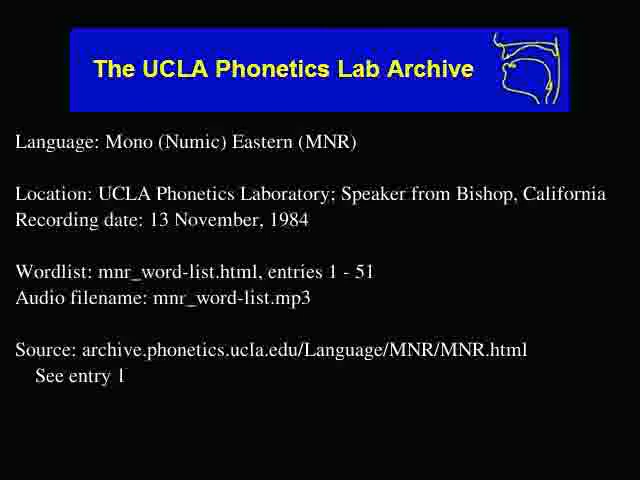 The UCLA Phonetics Lab Archive
Language: Mono (Numic) Eastern (MNR)
Location: UCLA Phonetics Laboratory; Speaker from Bishop, California
Recording date: 13 November, 1984
Wordlist: mnr_word-list.html, entries 1 - 51
Audio filename: mnr_word-list.mp3
Source: archive.phonetics.ucla.edu/Language/MNR/MNR.html
See entry 1